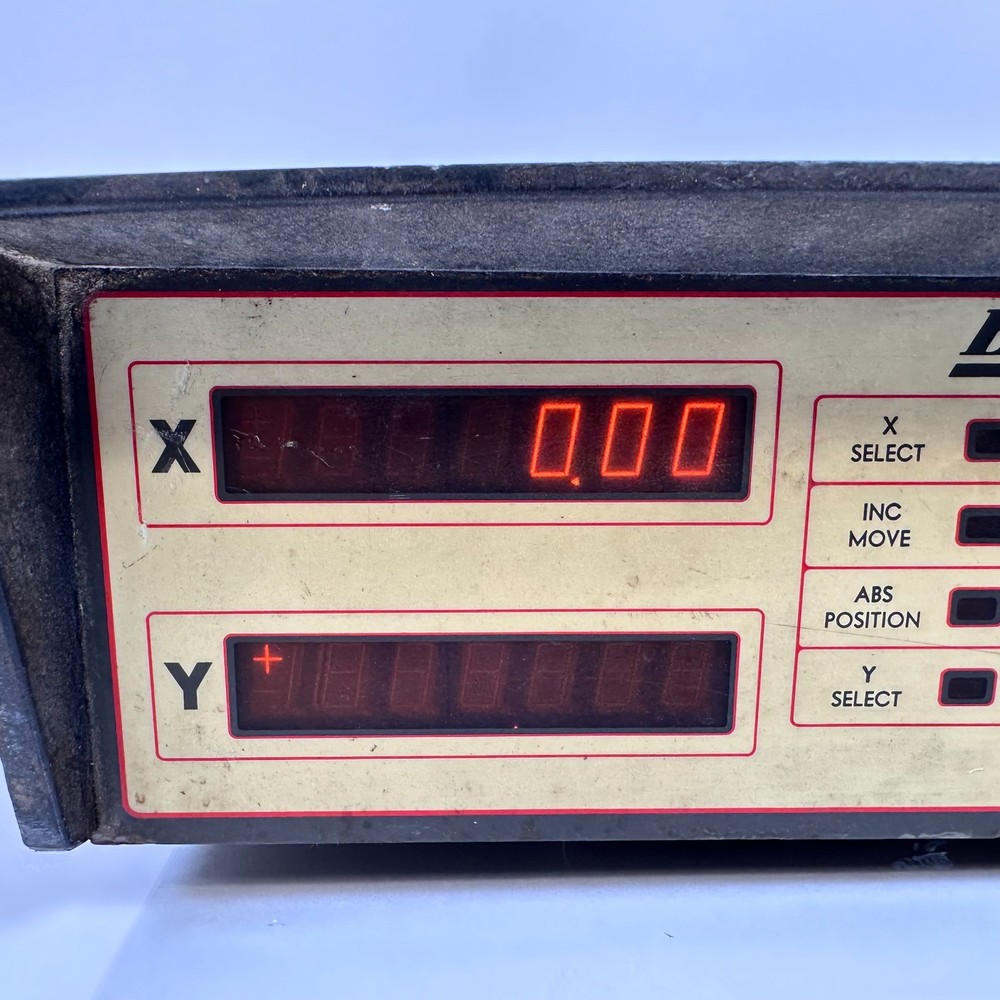 X
0.00
X
SELECT
INC
MOVE
ABS
POSITION
Y
+
Y
SELECT